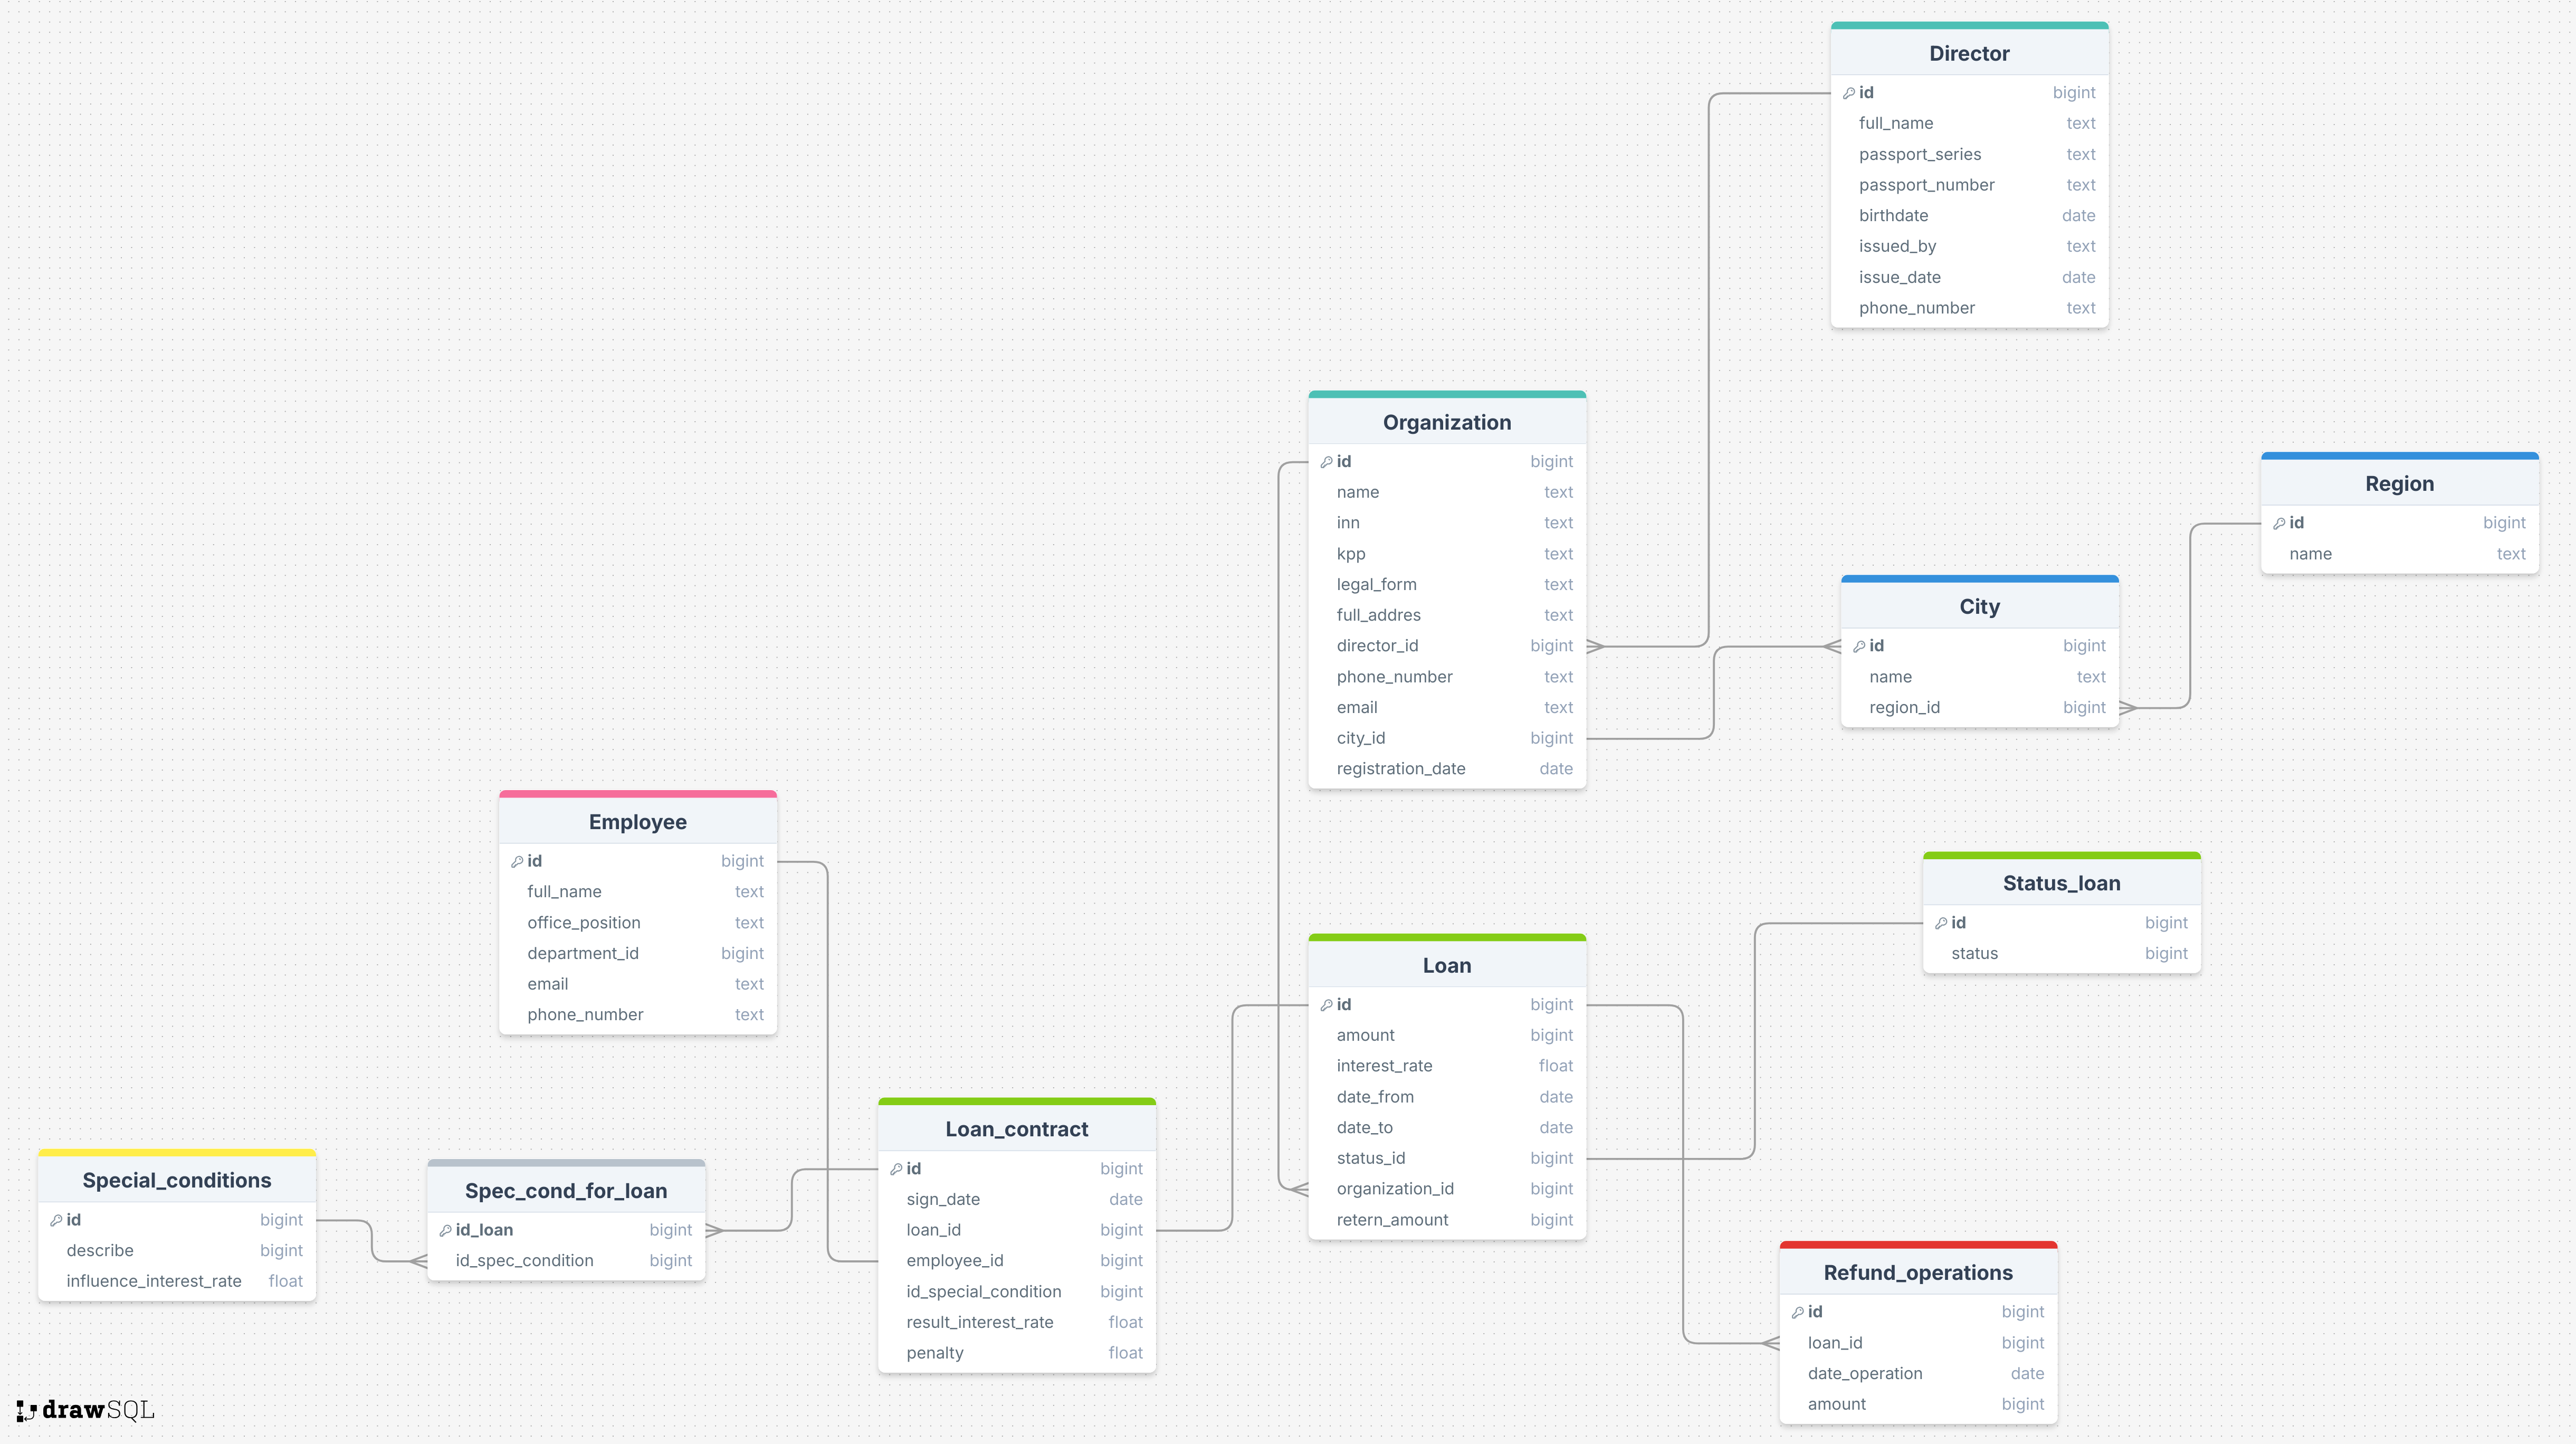 Director
id bigint
full_name text
passport_series text
passport_number text
birthdate date
issued_by text
issue_date date
phone_number text
Organization
id bigint
name text
inn text
kpp text
legal_form text
full_addres text
director_id bigint
phone_number text
email text
city_id bigint
registration_date date
Region
id bigint
name text
City
id bigint
name text
region_id bigint
Employee
id bigint
full_name text
office_position text
department_id bigint
email text
phone_number text
Status_loan
id bigint
status bigint
Loan
id bigint
amount bigint
interest_rate float
date_from date
date_to date
status_id bigint
organization_id bigint
retern_amount bigint
Loan_contract
id bigint
sign_date date
loan_id bigint
employee_id bigint
id_special_condition bigint
result_interest_rate float
penalty float
Special_conditions
id bigint
describe bigint
influence_interest_rate float
Spec_cond_for_loan
id_loan bigint
id_spec_condition bigint
Refund_operations
id bigint
loan_id bigint
date_operation date
amount bigint
drawSQL